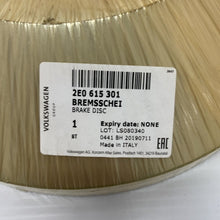 VOLKSWAGEN
GROUP
2E0 615 301
BREMSSCHEI
BRAKE DISC
1
ST
Expiry date: NONE
LOT: LS080340
0441 BH 20190711
Made in ITALY